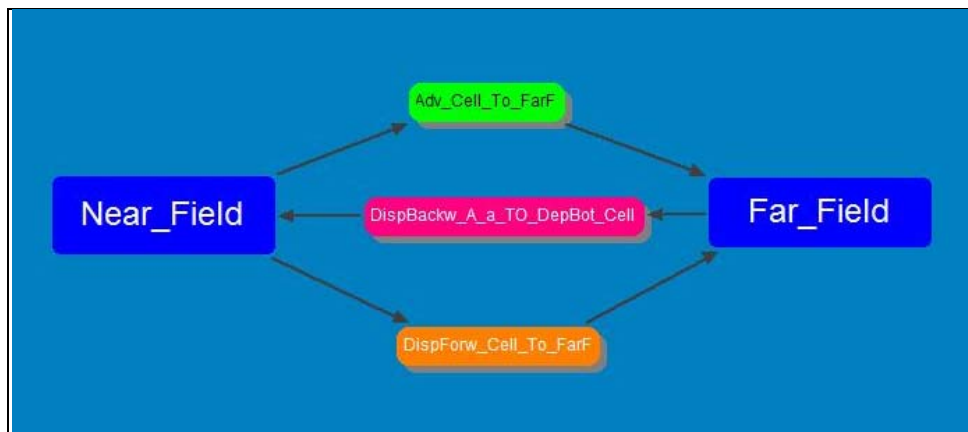 Adv_Cell_To_FarF
Near_Field
DispBackw_A_a_TO_DepBot_Cell
Far_Field
DispForw_Cell_To_FarF